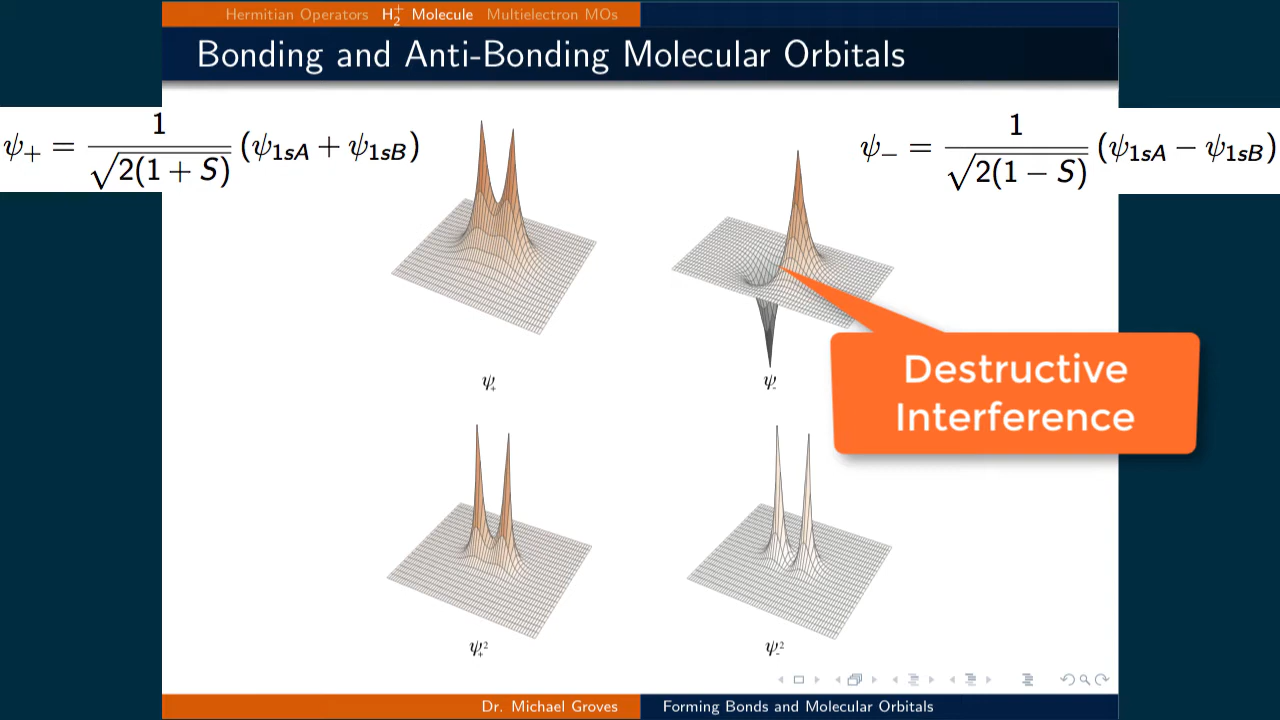 Hermitian Operators H₂⁺ Molecule Multielectron MOs
Bonding and Anti-Bonding Molecular Orbitals
ψ₊ = 1/√(2(1 + S)) (ψ₁sA + ψ₁sB)
ψ₋ = 1/√(2(1 − S)) (ψ₁sA − ψ₁sB)
Destructive
Interference
ψ₊
ψ₋
ψ₊²
ψ₋²
Dr. Michael Groves Forming Bonds and Molecular Orbitals